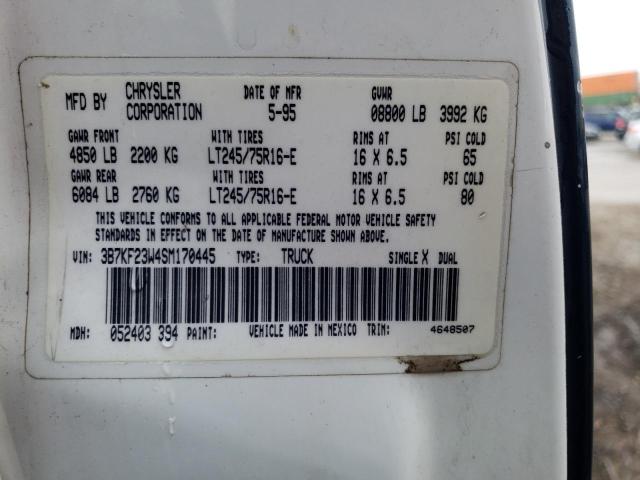 MFD BY CHRYSLER CORPORATION DATE OF MFR 5-95 GVWR 08800 LB 3992 KG
GAWR FRONT WITH TIRES RIMS AT PSI COLD
4850 LB 2200 KG LT245/75R16-E 16 X 6.5 65
GAWR REAR WITH TIRES RIMS AT PSI COLD
6084 LB 2760 KG LT245/75R16-E 16 X 6.5 80
THIS VEHICLE CONFORMS TO ALL APPLICABLE FEDERAL MOTOR VEHICLE SAFETY
STANDARDS IN EFFECT ON THE DATE OF MANUFACTURE SHOWN ABOVE.
VIN: 3B7KF23W4SM170445 TYPE: TRUCK SINGLE X DUAL
MDH: 052403 394 PAINT: VEHICLE MADE IN MEXICO TRIM: 4648507